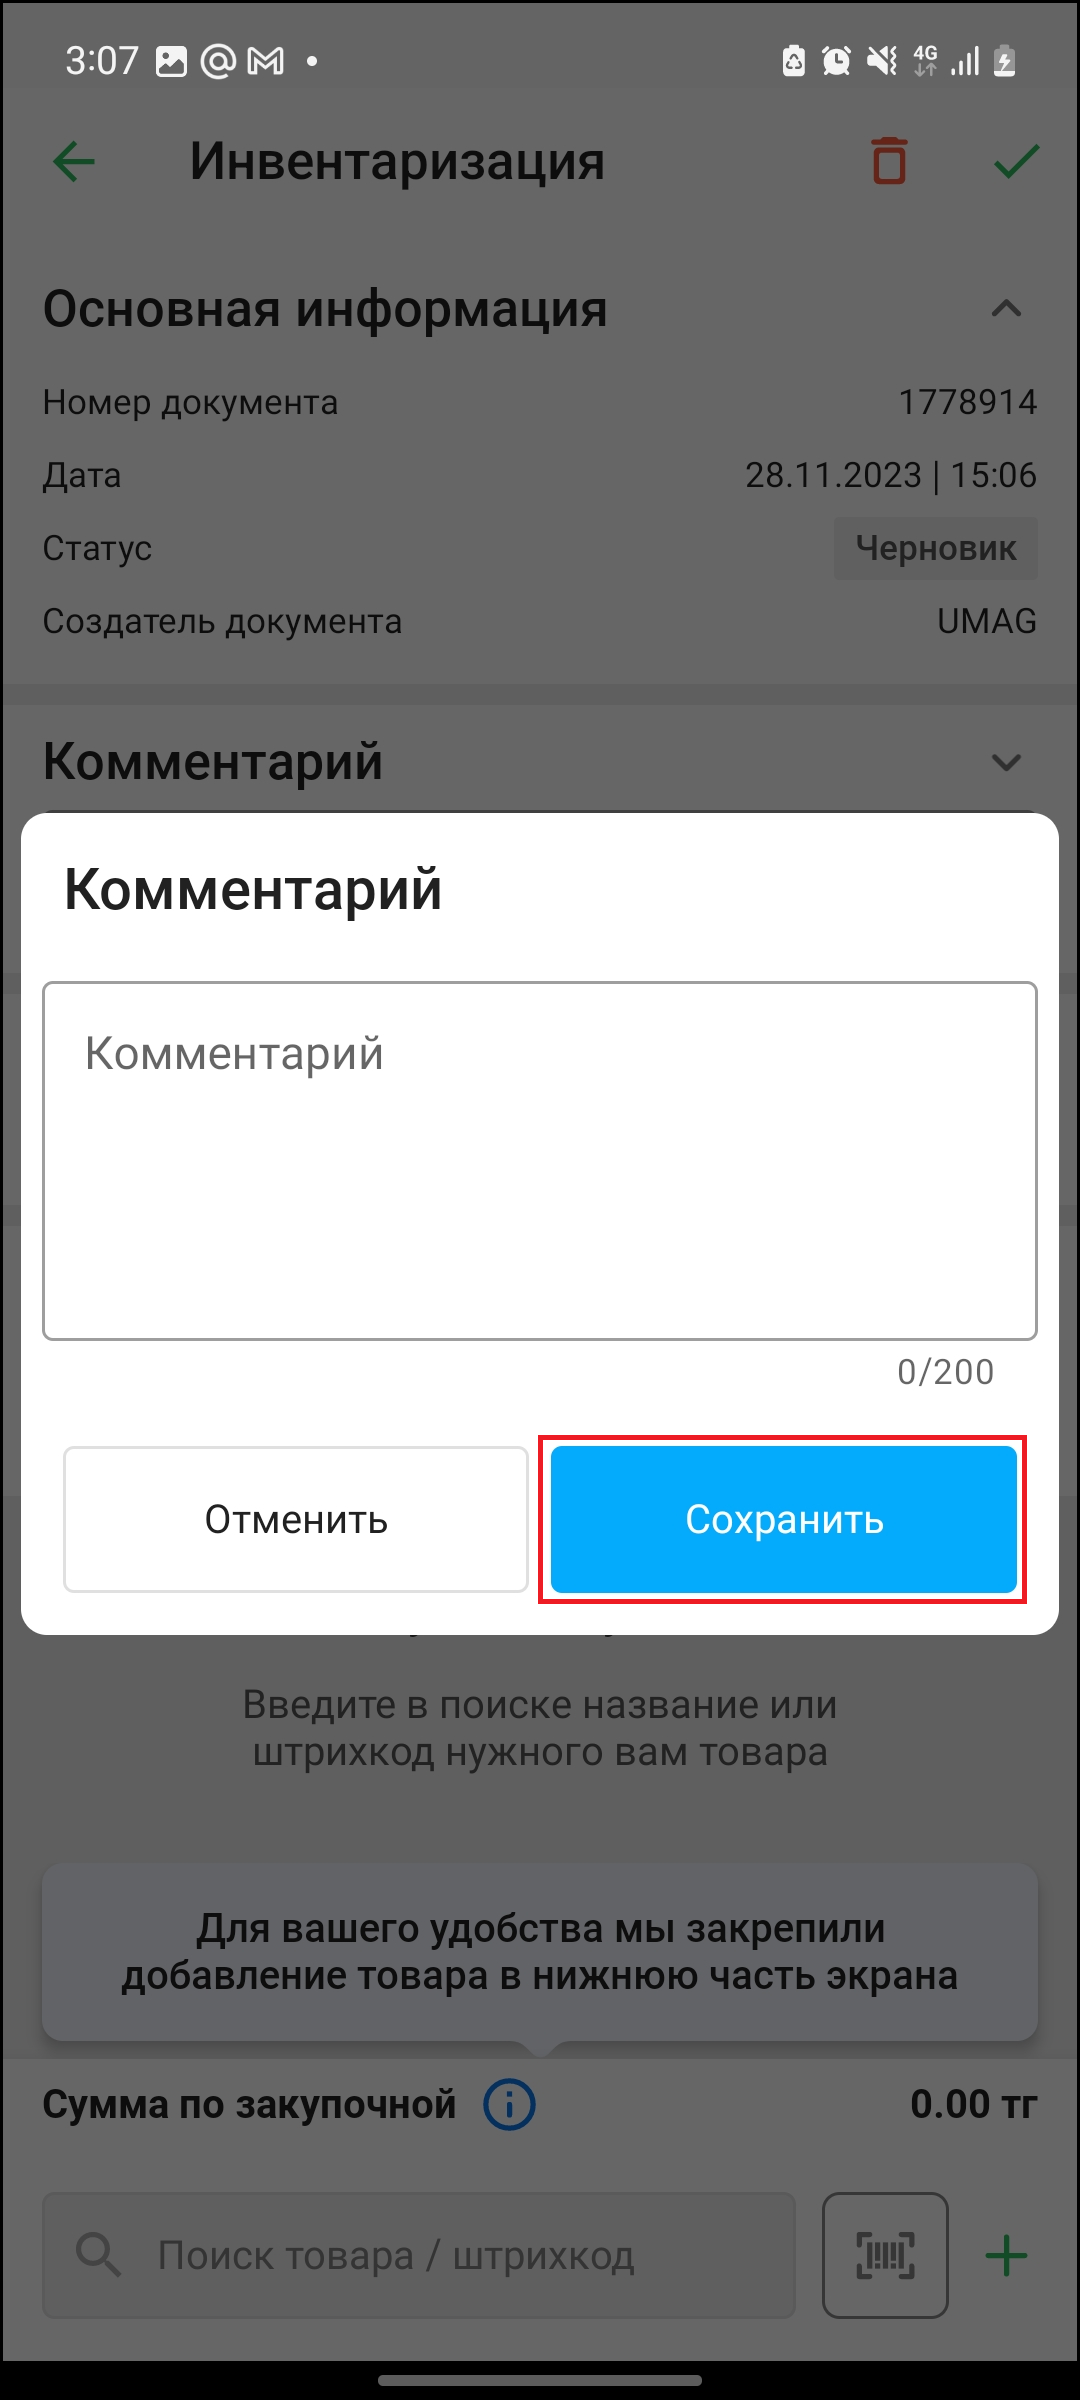 3:07
4G
Инвентаризация
Основная информация
Номер документа 1778914
Дата 28.11.2023 | 15:06
Статус Черновик
Создатель документа UMAG
Комментарий
Комментарий
Комментарий
0/200
Отменить Сохранить
Введите в поиске название или
штрихкод нужного вам товара
Для вашего удобства мы закрепили
добавление товара в нижнюю часть экрана
Сумма по закупочной 0.00 тг
Поиск товара / штрихкод